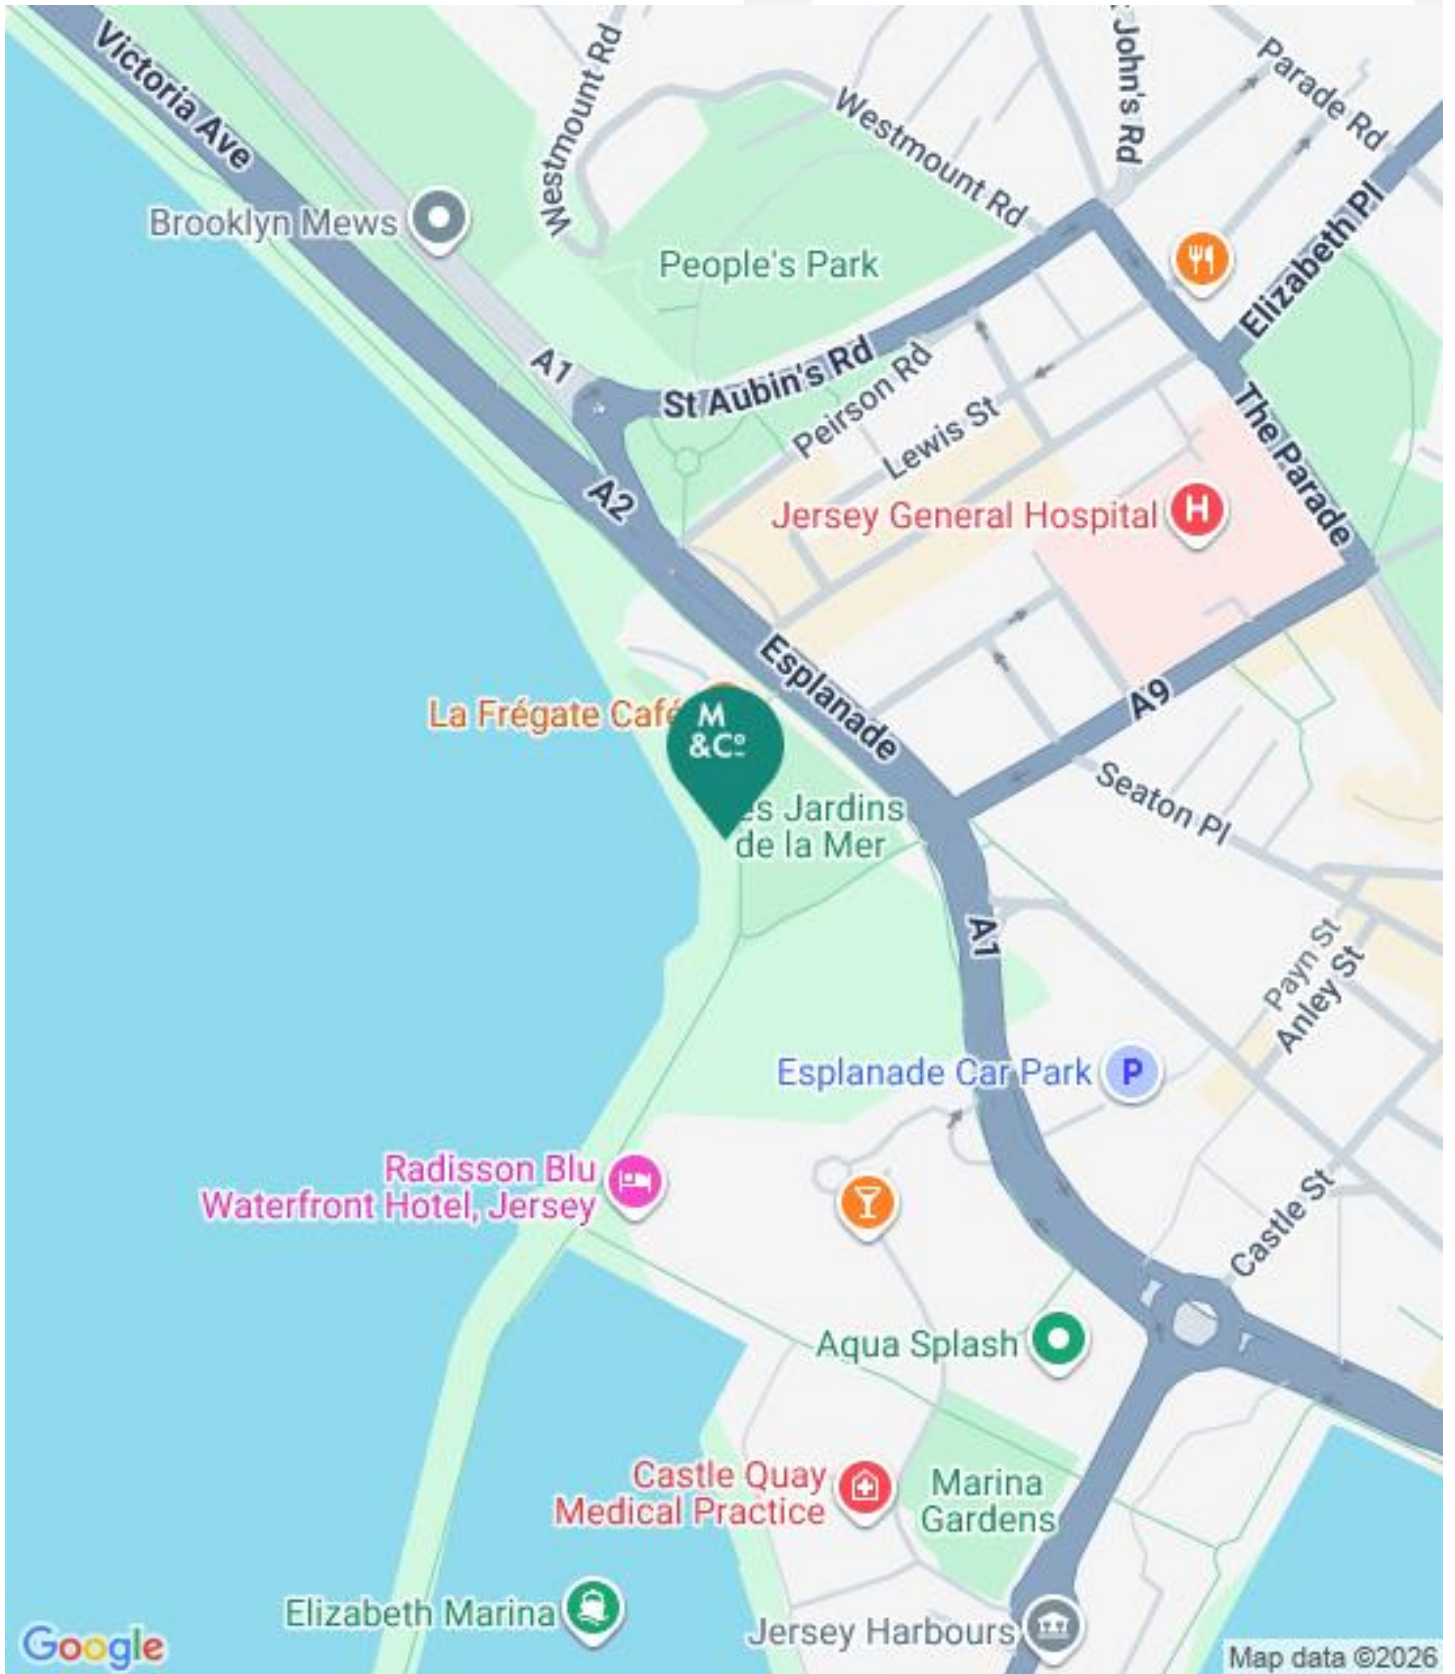 Victoria Ave
Westmount Rd
Westmount Rd
John's Rd
Parade Rd
Brooklyn Mews
People's Park
Elizabeth Pl
A1
St Aubin's Rd
Peirson Rd
Lewis St
The Parade
A2
Jersey General Hospital
H
Esplanade
A9
La Frégate Café
M
&Cº
es Jardins
de la Mer
Seaton Pl
A1
Payn St
Anley St
Esplanade Car Park
P
Radisson Blu
Waterfront Hotel, Jersey
Castle St
Aqua Splash
Castle Quay
Medical Practice
Marina
Gardens
Elizabeth Marina
Jersey Harbours
Google
Map data ©2026